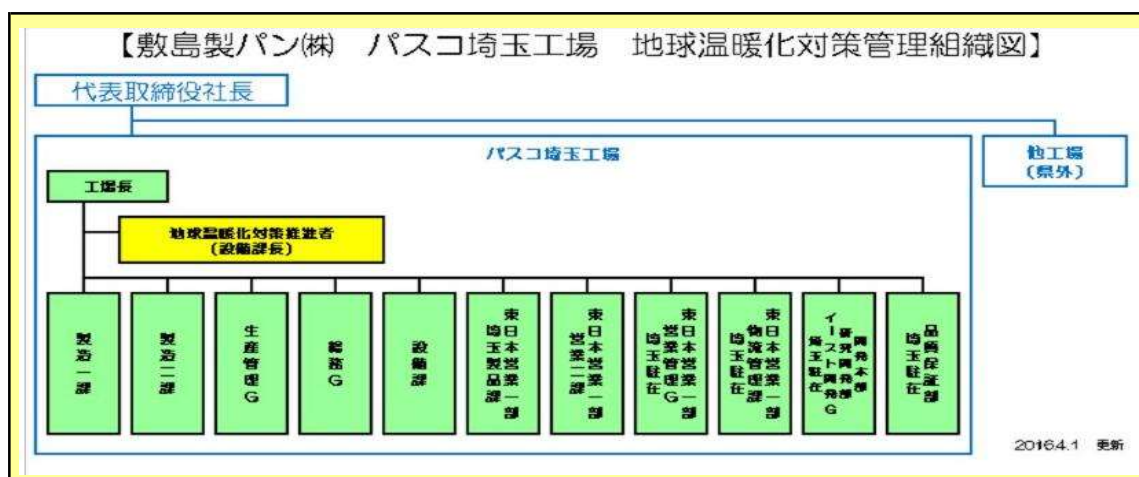 【敷島製パン㈱　パスコ埼玉工場　地球温暖化対策管理組織図】
代表取締役社長
パスコ埼玉工場
他工場
（県外）
工場長
地球温暖化対策推進者
（設備課長）
製造一課
製造二課
生産管理G
総務G
設備課
東日本営業一部
埼玉製品課
東日本営業一部
営業二課
東日本営業一部
営業管理G
埼玉駐在
東日本営業一部
物流管理課
埼玉駐在
開発本部
研究開発部
イースト開発G
埼玉駐在
品質保証部
埼玉駐在
2016.4.1　更新